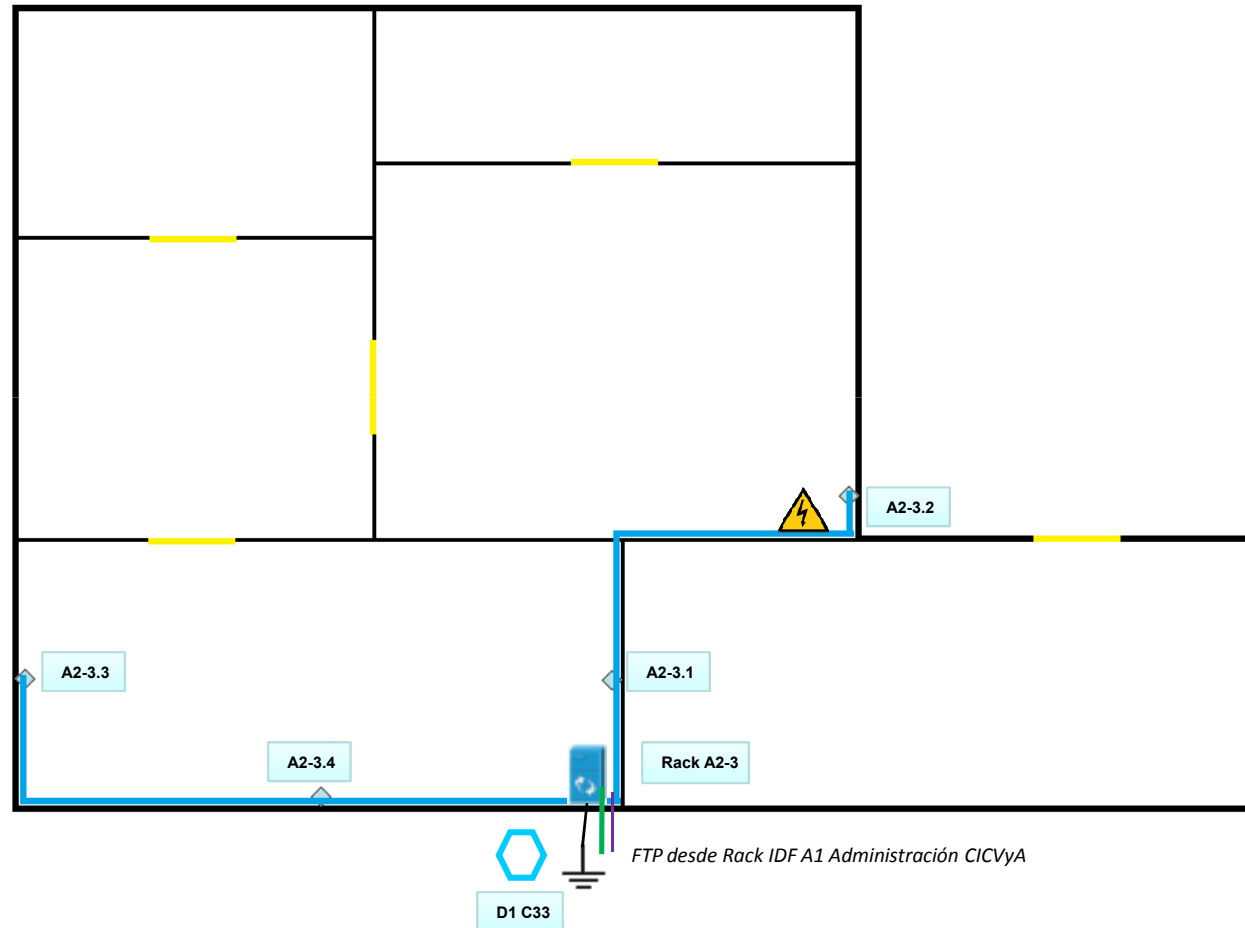 A2-3.2
A2-3.3
A2-3.1
A2-3.4
Rack A2-3
FTP desde Rack IDF A1 Administración CICVyA
D1 C33